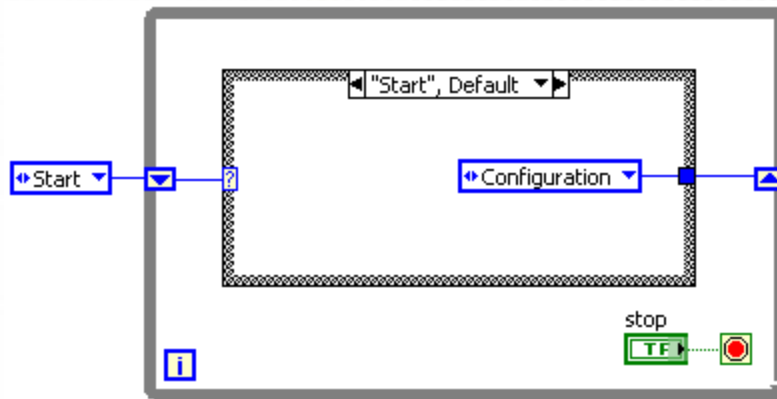 "Start", Default
Start
?
Configuration
stop
TF
i